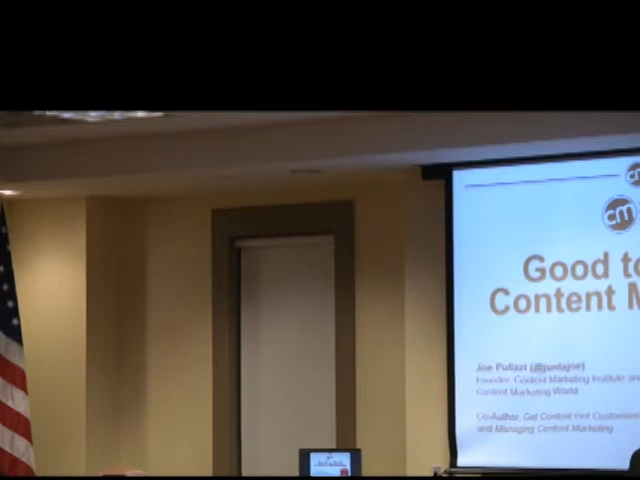 cm
cm
Good to
Content M
Joe Pulizzi (@juntajoe)
Founder, Content Marketing Institute and
Content Marketing World
Co-Author, Get Content Get Customers
and Managing Content Marketing